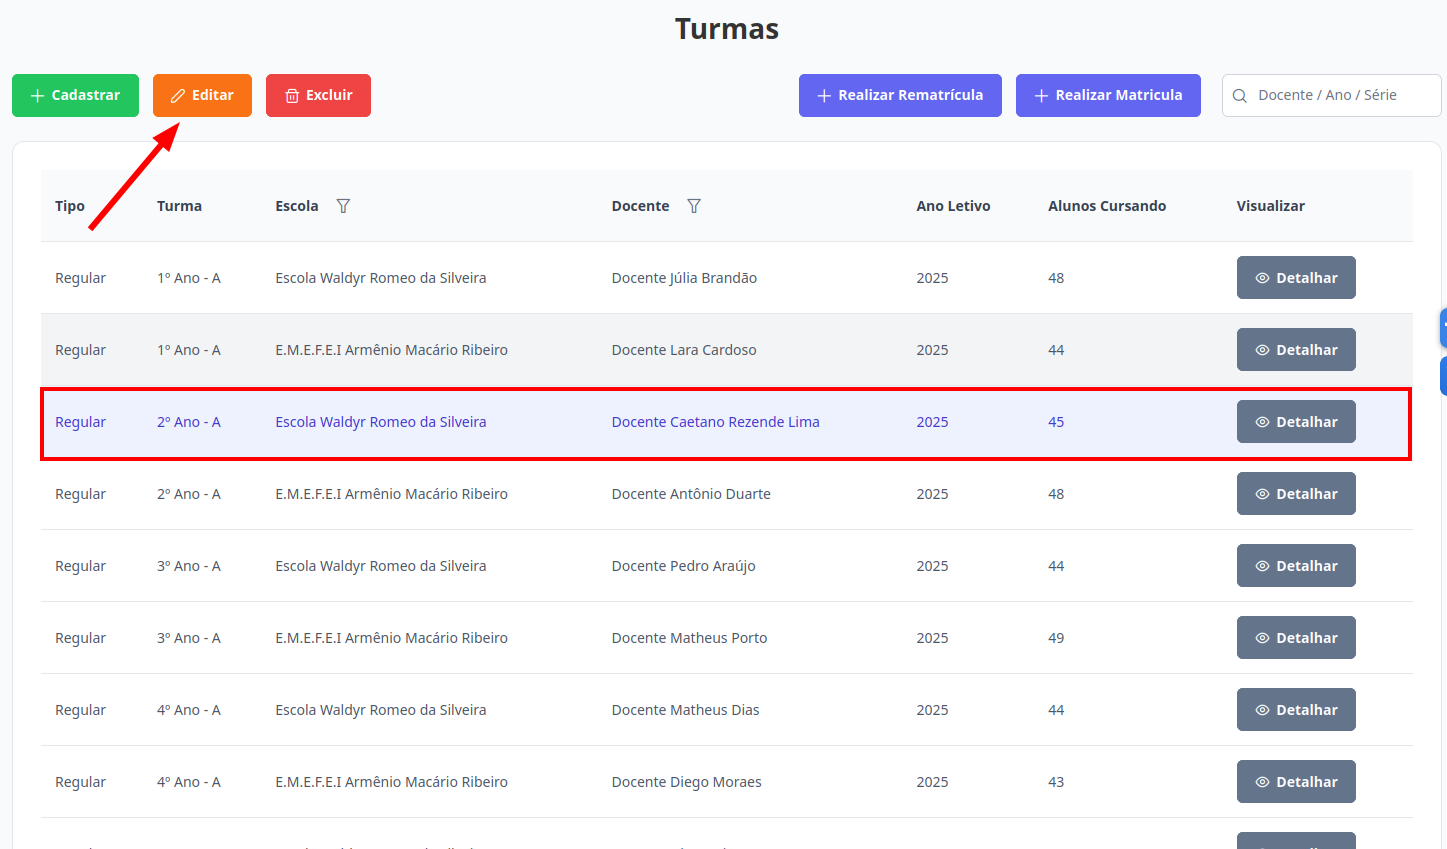 Turmas
Cadastrar Editar Excluir Realizar Rematrícula Realizar Matricula Docente / Ano / Série
Tipo Turma Escola Docente Ano Letivo Alunos Cursando Visualizar
Regular 1º Ano - A Escola Waldyr Romeo da Silveira Docente Júlia Brandão 2025 48 Detalhar
Regular 1º Ano - A E.M.E.F.E.I Armênio Macário Ribeiro Docente Lara Cardoso 2025 44 Detalhar
Regular 2º Ano - A Escola Waldyr Romeo da Silveira Docente Caetano Rezende Lima 2025 45 Detalhar
Regular 2º Ano - A E.M.E.F.E.I Armênio Macário Ribeiro Docente Antônio Duarte 2025 48 Detalhar
Regular 3º Ano - A Escola Waldyr Romeo da Silveira Docente Pedro Araújo 2025 44 Detalhar
Regular 3º Ano - A E.M.E.F.E.I Armênio Macário Ribeiro Docente Matheus Porto 2025 49 Detalhar
Regular 4º Ano - A Escola Waldyr Romeo da Silveira Docente Matheus Dias 2025 44 Detalhar
Regular 4º Ano - A E.M.E.F.E.I Armênio Macário Ribeiro Docente Diego Moraes 2025 43 Detalhar